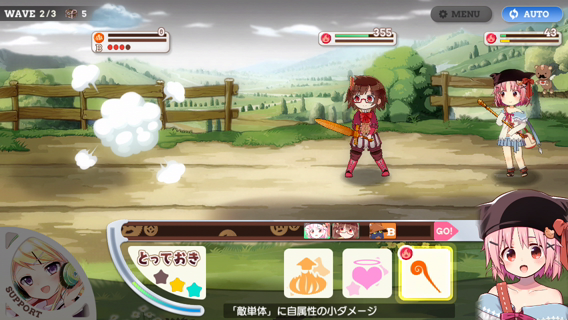 WAVE 2/3 5
MENU
AUTO
0
B
355
43
B
GO!
とっておき
SUPPORT
「敵単体」に自属性の小ダメージ